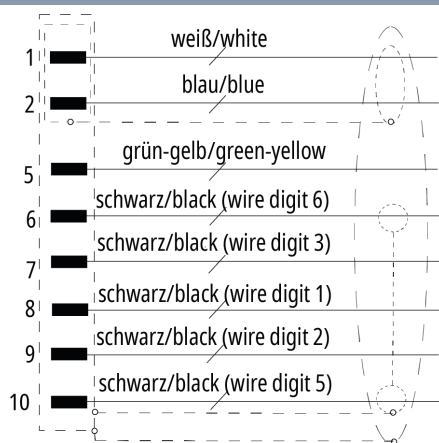 1 weiß/white
2 blau/blue
5 grün-gelb/green-yellow
6 schwarz/black (wire digit 6)
7 schwarz/black (wire digit 3)
8 schwarz/black (wire digit 1)
9 schwarz/black (wire digit 2)
10 schwarz/black (wire digit 5)